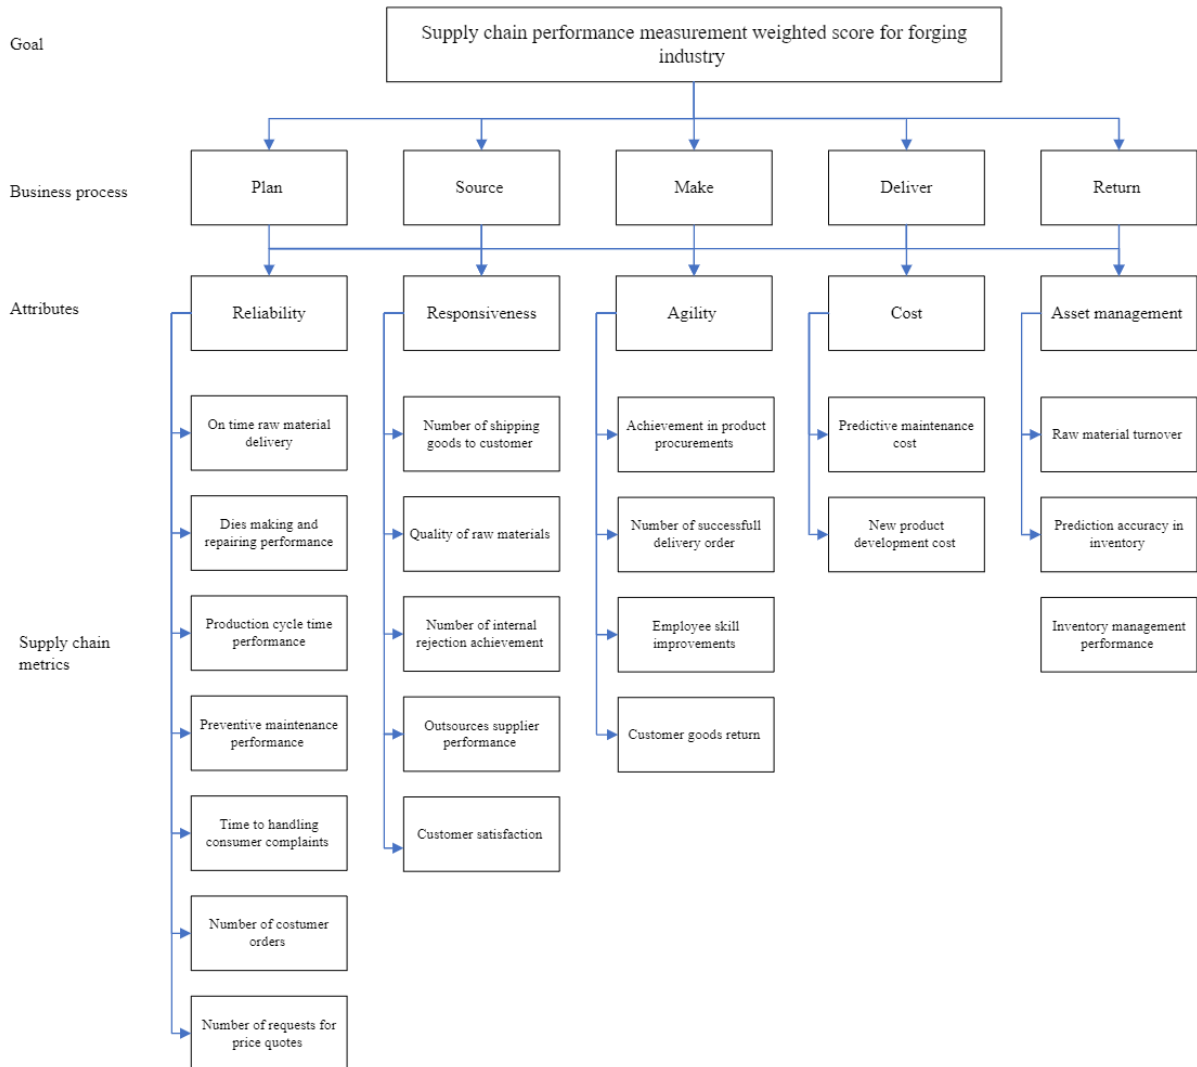 Goal
Supply chain performance measurement weighted score for forging
industry
Business process
Plan
Source
Make
Deliver
Return
Attributes
Reliability
Responsiveness
Agility
Cost
Asset management
Supply chain
metrics
On time raw material
delivery
Number of shipping
goods to customer
Achievement in product
procurements
Predictive maintenance
cost
Raw material turnover
Dies making and
repairing performance
Quality of raw materials
Number of successfull
delivery order
New product
development cost
Prediction accuracy in
inventory
Production cycle time
performance
Number of internal
rejection achievement
Employee skill
improvements
Inventory management
performance
Preventive maintenance
performance
Outsources supplier
performance
Customer goods return
Time to handling
consumer complaints
Customer satisfaction
Number of costumer
orders
Number of requests for
price quotes